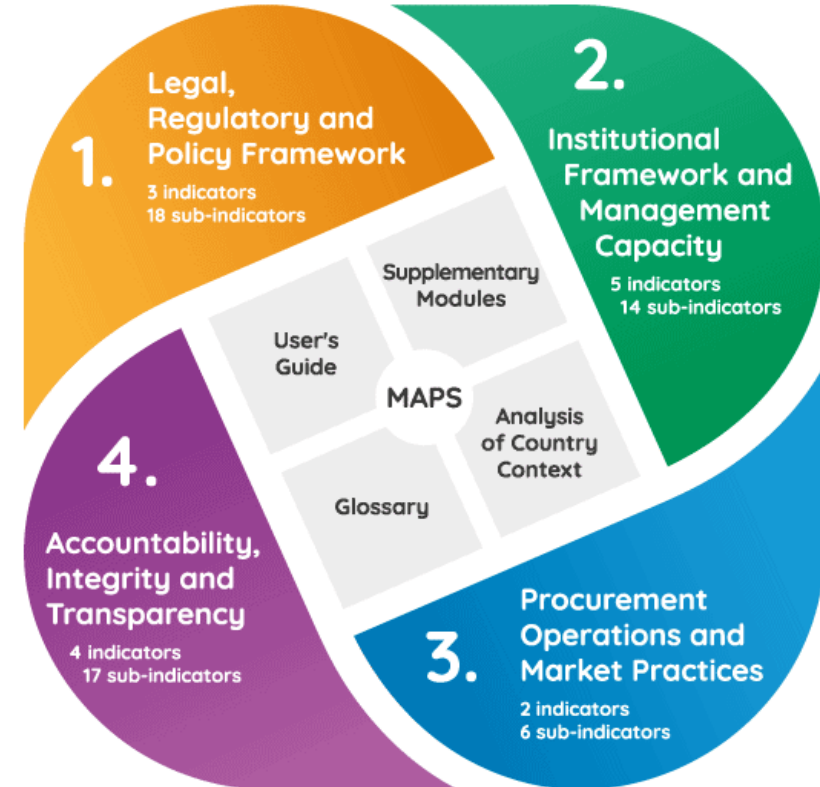 1.
Legal,
Regulatory and
Policy Framework
3 indicators
18 sub-indicators
2.
Institutional
Framework and
Management
Capacity
5 indicators
14 sub-indicators
Supplementary
Modules
User's
Guide
MAPS
Analysis
of Country
Context
Glossary
4.
Accountability,
Integrity and
Transparency
4 indicators
17 sub-indicators
3.
Procurement
Operations and
Market Practices
2 indicators
6 sub-indicators